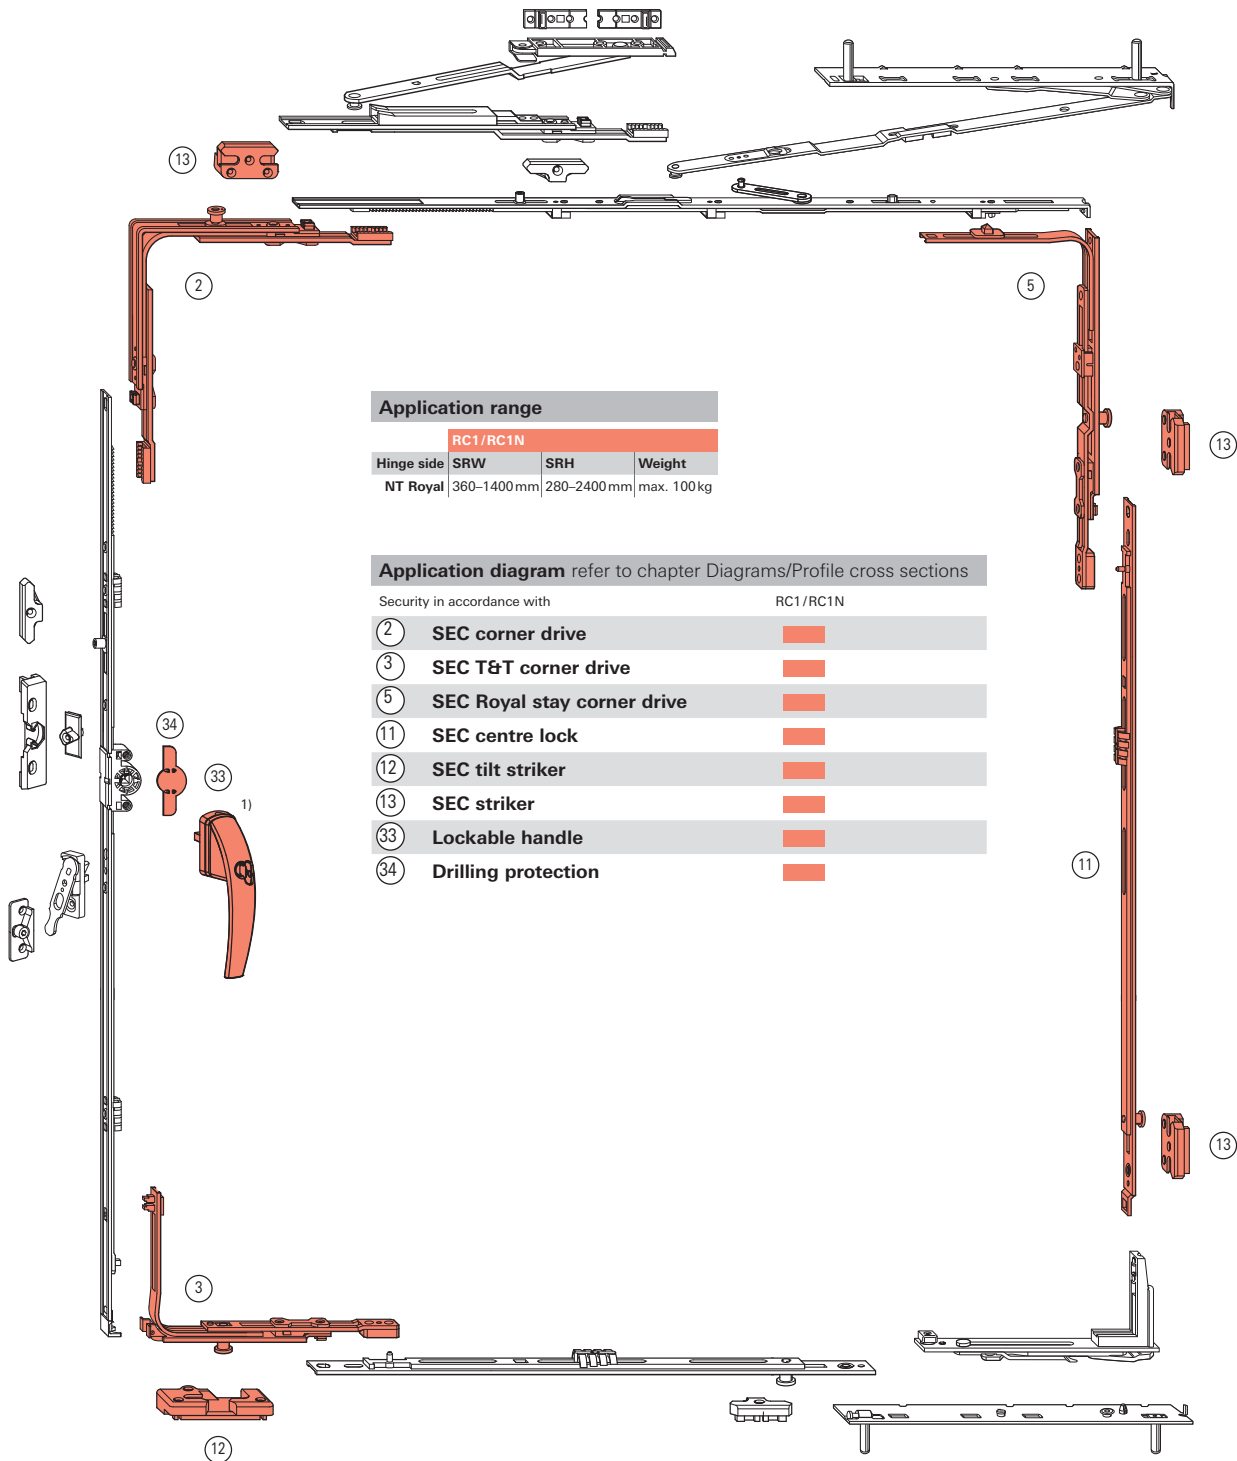 13
2
5
Application range
RC1/RC1N
Hinge side SRW SRH Weight
NT Royal 360–1400 mm 280–2400 mm max. 100 kg
13
Application diagram refer to chapter Diagrams/Profile cross sections
Security in accordance with RC1/RC1N
2 SEC corner drive
3 SEC T&T corner drive
5 SEC Royal stay corner drive
11 SEC centre lock
12 SEC tilt striker
13 SEC striker
33 Lockable handle
34 Drilling protection
34
33
1)
11
13
3
12